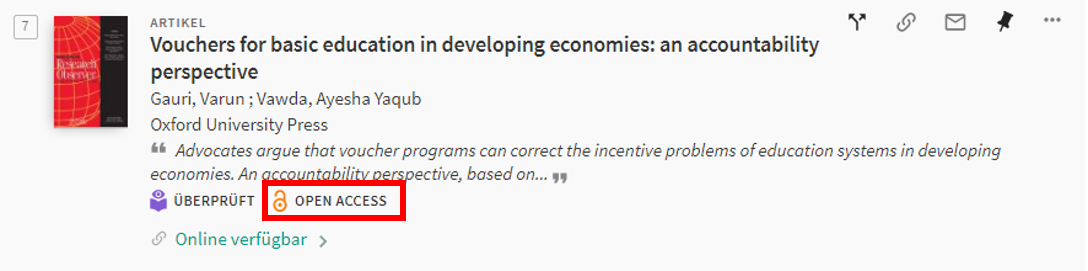 7
ARTIKEL
Vouchers for basic education in developing economies: an accountability
perspective
Research
Observer
Gauri, Varun ; Vawda, Ayesha Yaqub
Oxford University Press
❝ Advocates argue that voucher programs can correct the incentive problems of education systems in developing
economies. An accountability perspective, based on... ❞
ÜBERPRÜFT OPEN ACCESS
Online verfügbar >